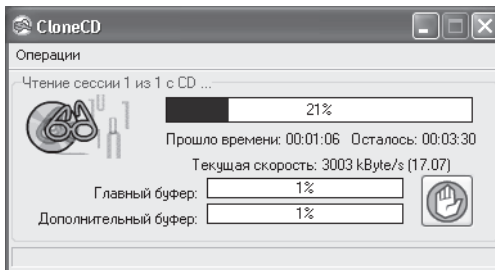 CloneCD
Операции
Чтение сессии 1 из 1 с CD ...
21%
Прошло времени: 00:01:06 Осталось: 00:03:30
Текущая скорость: 3003 kByte/s (17.07)
Главный буфер: 1%
Дополнительный буфер: 1%